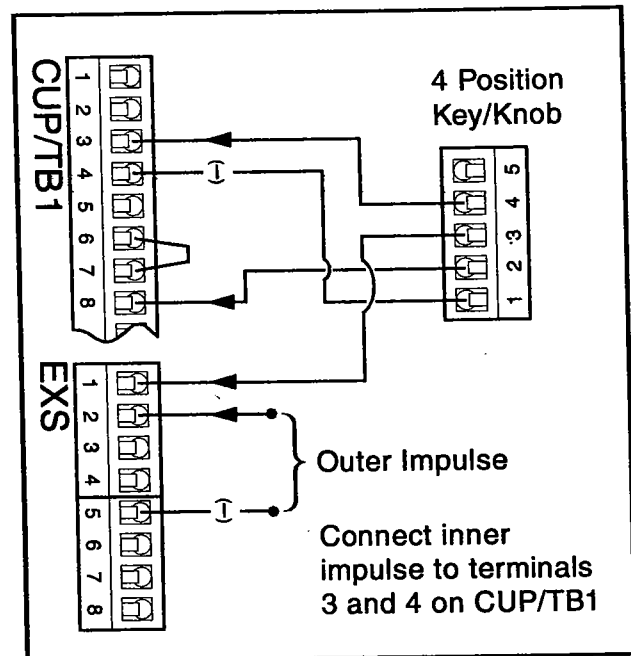 CUP/TB1
1
2
3
4
5
6
7
8
4 Position
Key/Knob
5
4
3
2
1
EXS
1
2
3
4
5
6
7
8
Outer Impulse
Connect inner
impulse to terminals
3 and 4 on CUP/TB1